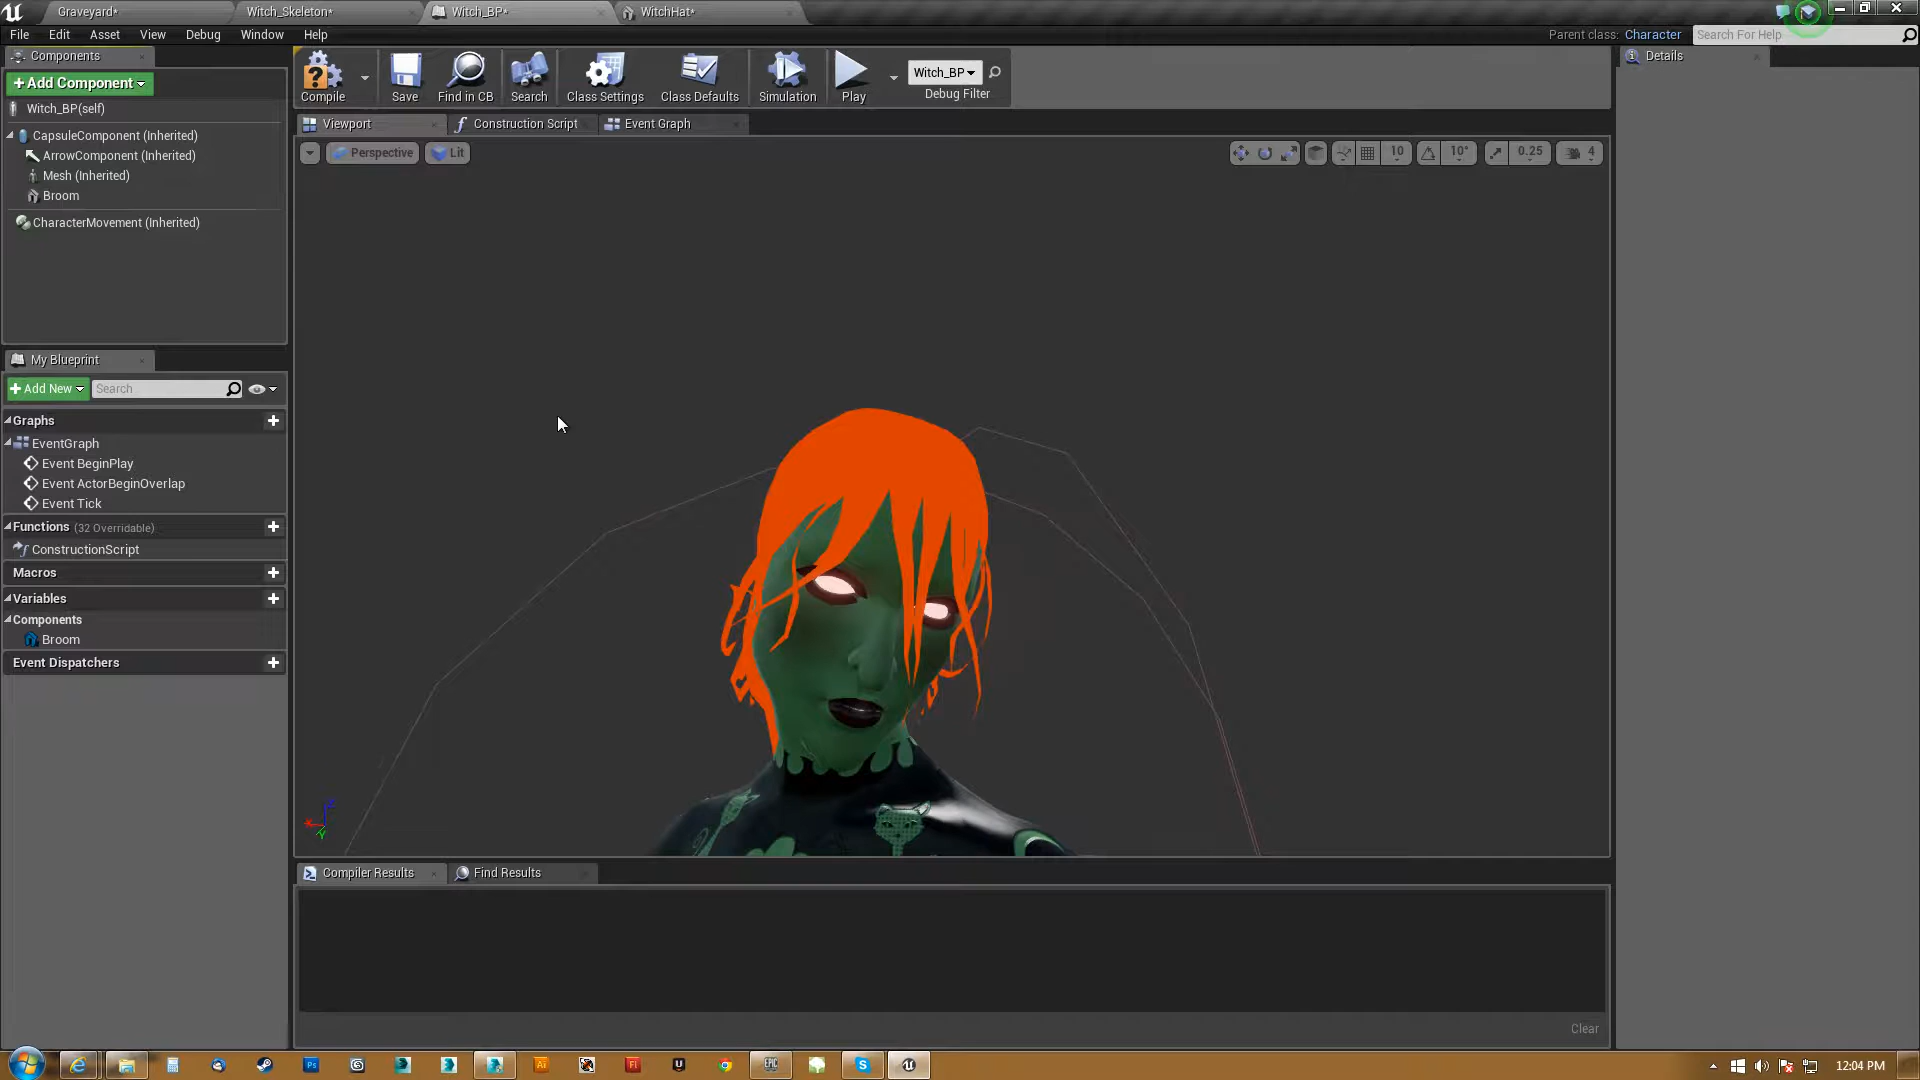 Graveyard*
Witch_Skeleton*
Witch_BP*
WitchHat*
File Edit Asset View Debug Window Help
Parent class: Character
Search For Help
Components
Add Component
Witch_BP(self)
CapsuleComponent (Inherited)
ArrowComponent (Inherited)
Mesh (Inherited)
Broom
CharacterMovement (Inherited)
Compile
Save
Find in CB
Search
Class Settings
Class Defaults
Simulation
Play
Witch_BP
Debug Filter
Details
Viewport
Construction Script
Event Graph
Perspective
Lit
10
10°
0.25
4
My Blueprint
Add New
Search
Graphs
EventGraph
Event BeginPlay
Event ActorBeginOverlap
Event Tick
Functions (32 Overridable)
ConstructionScript
Macros
Variables
Components
Broom
Event Dispatchers
Compiler Results
Find Results
Clear
Ps
Ai
Fl
EPIC
12:04 PM